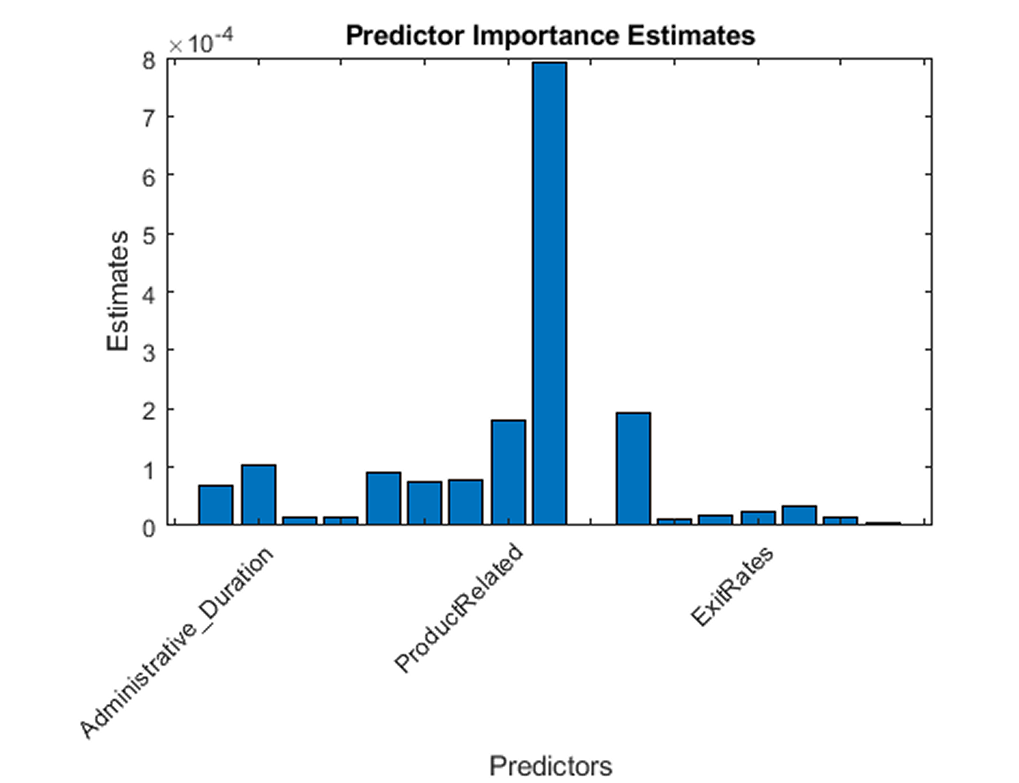 Predictor Importance Estimates
×10-4
8
7
6
5
4
3
2
1
0
Estimates
Administrative_Duration
ProductRelated
ExitRates
Predictors